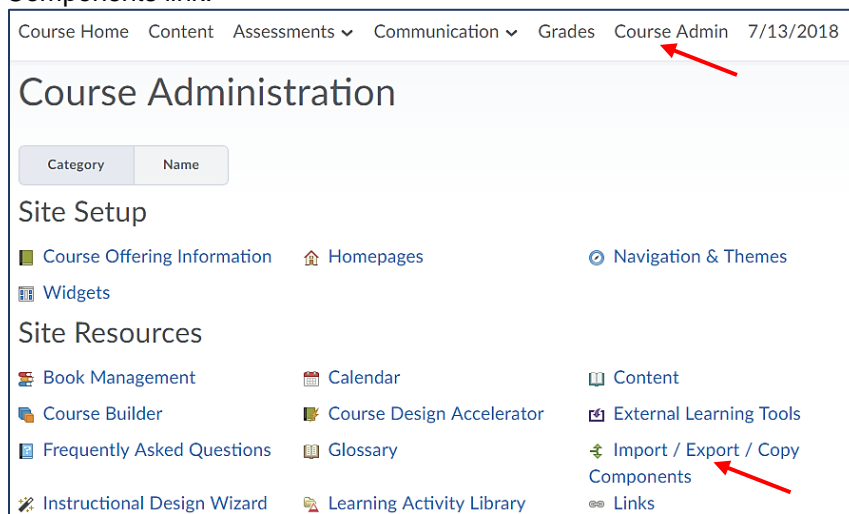 Components link.
Course Home Content Assessments Communication Grades Course Admin 7/13/2018
Course Administration
Category Name
Site Setup
Course Offering Information Homepages Navigation & Themes
Widgets
Site Resources
Book Management Calendar Content
Course Builder Course Design Accelerator External Learning Tools
Frequently Asked Questions Glossary Import / Export / Copy
Components
Instructional Design Wizard Learning Activity Library Links